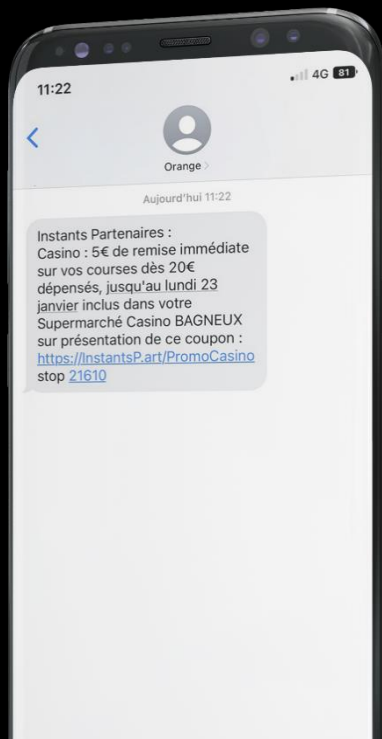 11:22
4G 81
Orange
Aujourd'hui 11:22
Instants Partenaires :
Casino : 5€ de remise immédiate
sur vos courses dès 20€
dépensés, jusqu'au lundi 23
janvier inclus dans votre
Supermarché Casino BAGNEUX
sur présentation de ce coupon :
https://InstantsP.art/PromoCasino
stop 21610